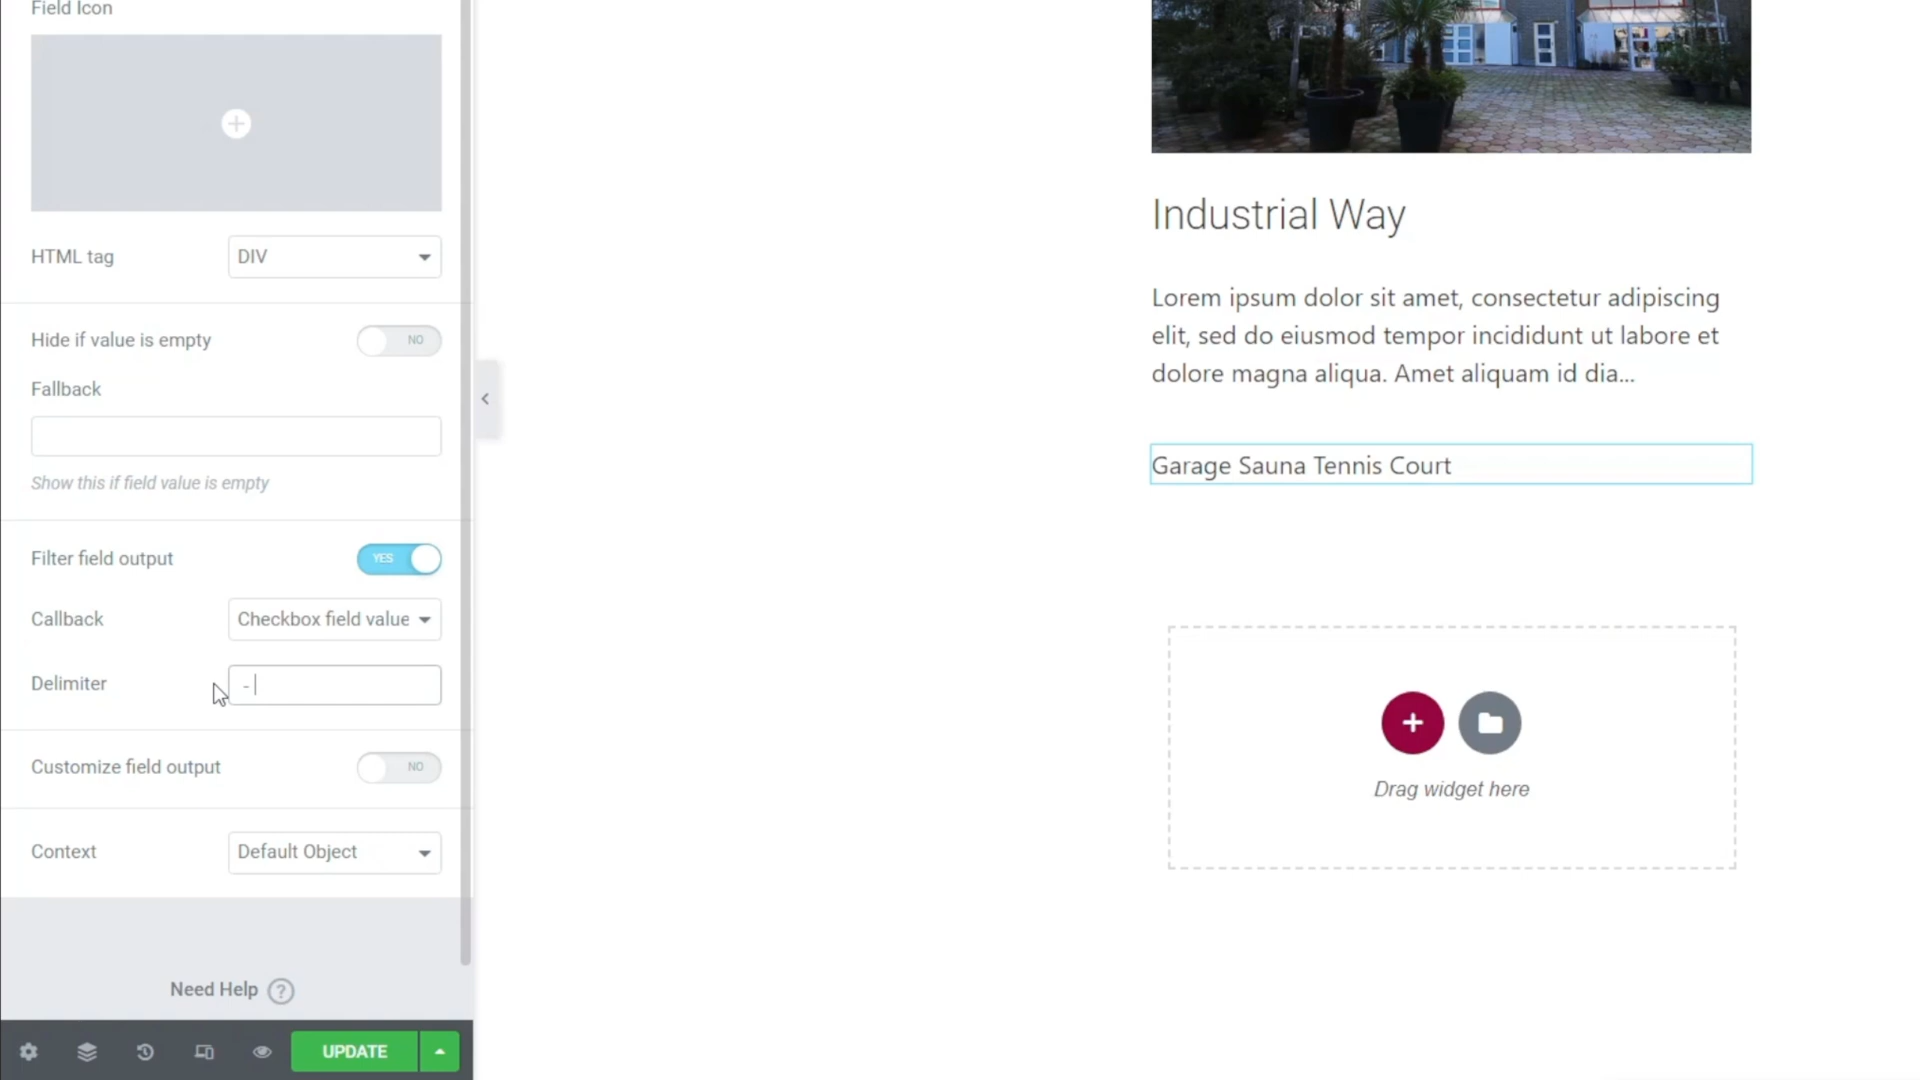 Field Icon
HTML tag
DIV
Hide if value is empty
NO
Fallback
Show this if field value is empty
Filter field output
YES
Callback
Checkbox field value
Delimiter
-
Customize field output
NO
Context
Default Object
Need Help ?
UPDATE
Industrial Way
Lorem ipsum dolor sit amet, consectetur adipiscing
elit, sed do eiusmod tempor incididunt ut labore et
dolore magna aliqua. Amet aliquam id dia...
Garage Sauna Tennis Court
Drag widget here